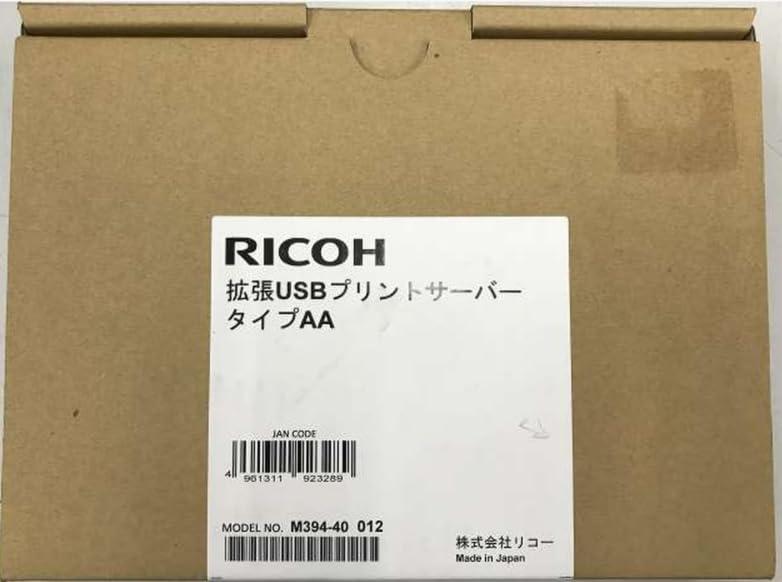 RICOH
拡張USBプリントサーバー
タイプAA
JAN CODE
4 961311 923289
MODEL NO. M394-40 012
株式会社リコー
Made in Japan